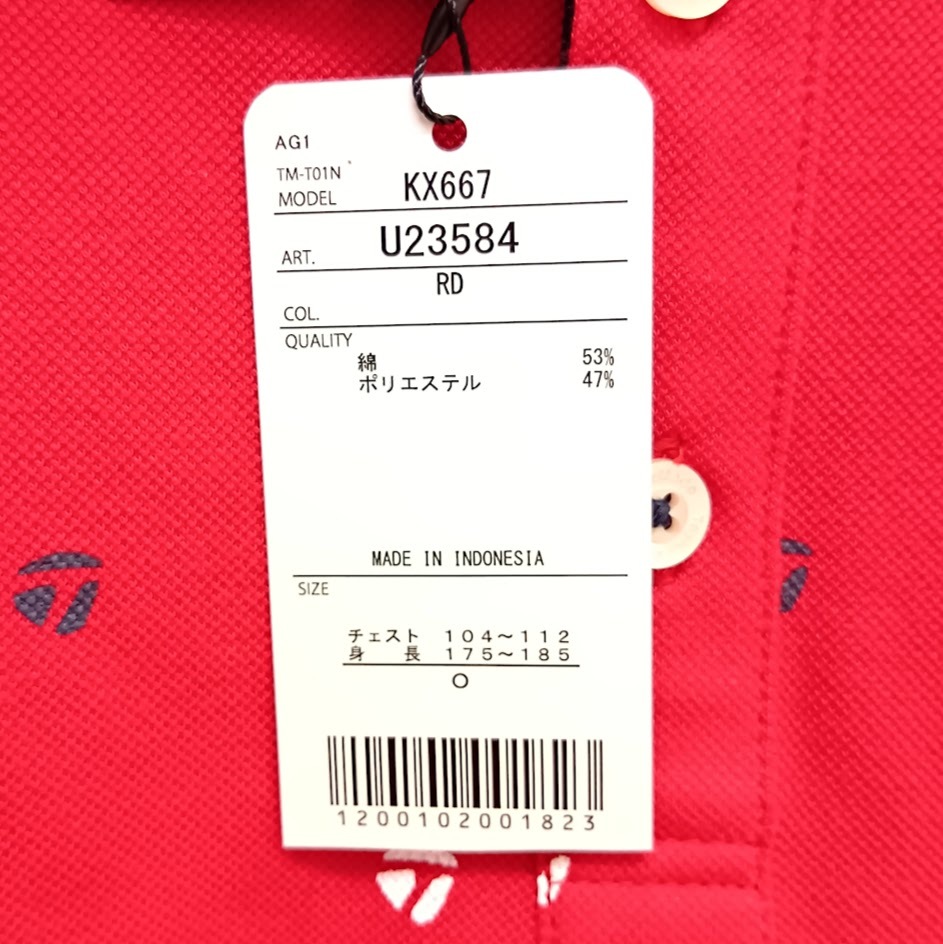 AG1
TM-T01N
MODEL KX667
ART. U23584
RD
COL.
QUALITY
綿 53%
ポリエステル 47%
MADE IN INDONESIA
SIZE
チェスト 104～112
身 長 175～185
O
1200102001823